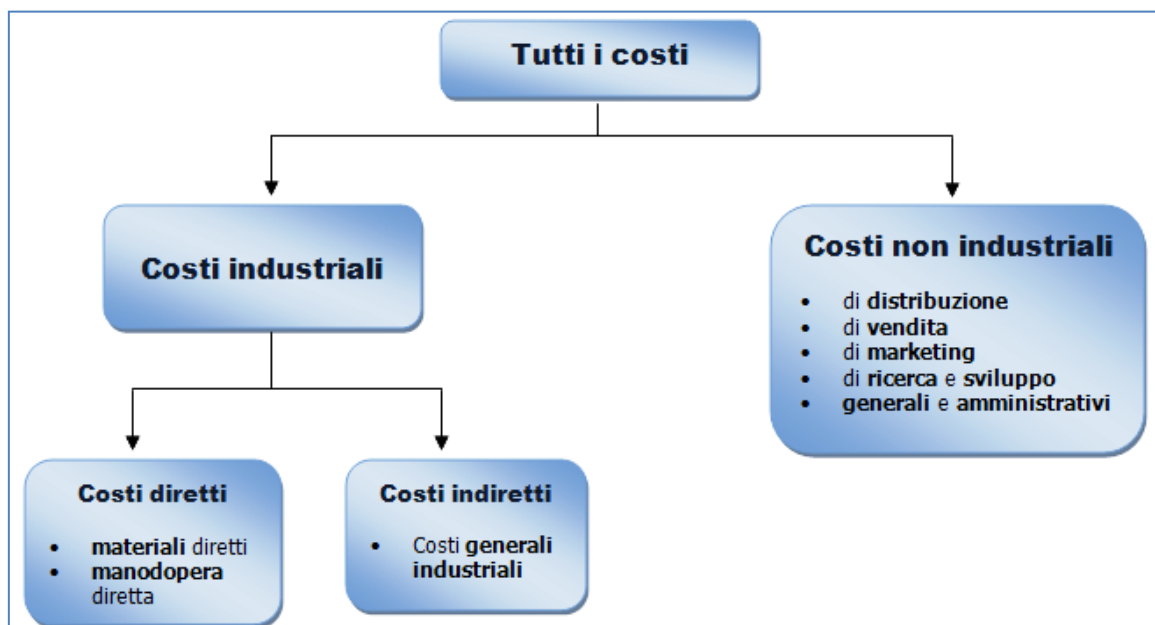 Tutti i costi
Costi industriali
Costi non industriali
• di distribuzione
• di vendita
• di marketing
• di ricerca e sviluppo
• generali e amministrativi
Costi diretti
• materiali diretti
• manodopera
diretta
Costi indiretti
• Costi generali
industriali